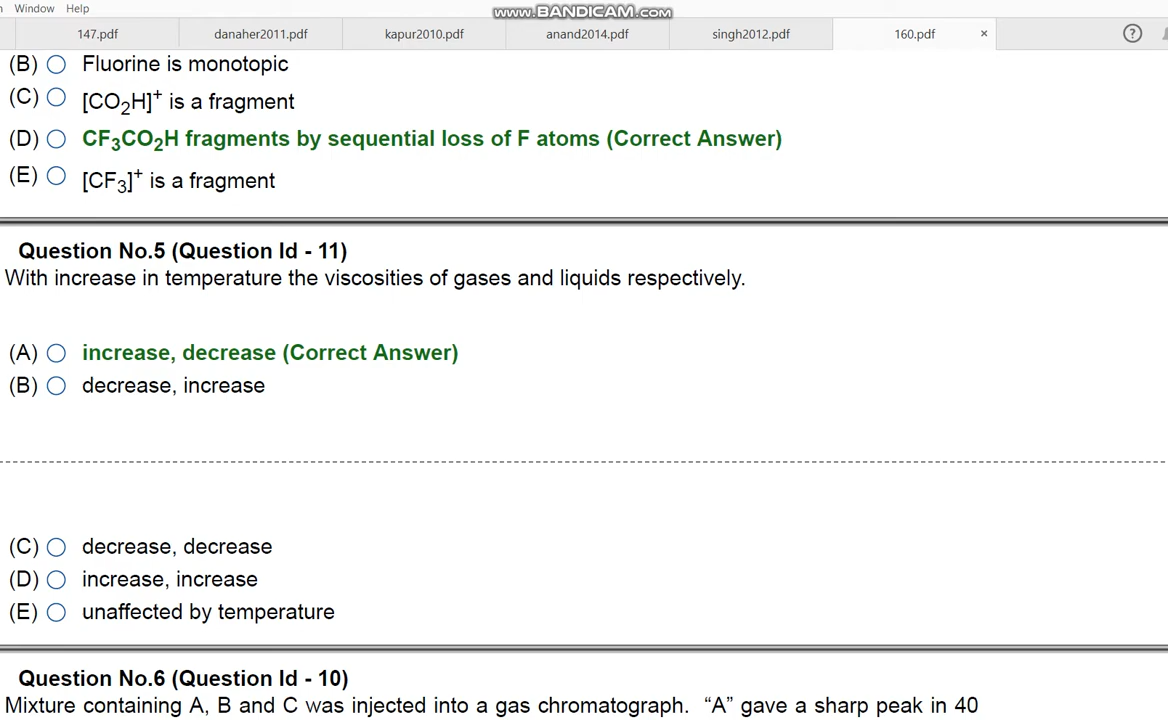 Window Help
www.BANDICAM.com
147.pdf danaher2011.pdf kapur2010.pdf anand2014.pdf singh2012.pdf 160.pdf × ?
(B) Fluorine is monotopic
(C) [CO₂H]⁺ is a fragment
(D) CF₃CO₂H fragments by sequential loss of F atoms (Correct Answer)
(E) [CF₃]⁺ is a fragment
Question No.5 (Question Id - 11)
With increase in temperature the viscosities of gases and liquids respectively.
(A) increase, decrease (Correct Answer)
(B) decrease, increase
(C) decrease, decrease
(D) increase, increase
(E) unaffected by temperature
Question No.6 (Question Id - 10)
Mixture containing A, B and C was injected into a gas chromatograph. “A” gave a sharp peak in 40